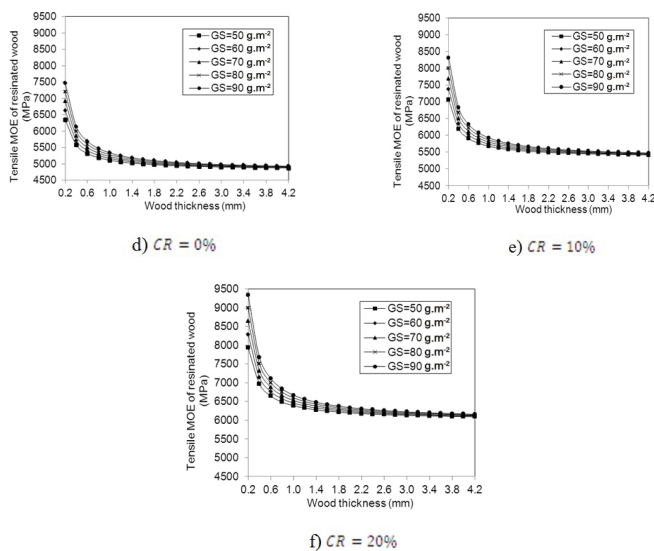 Tensile MOE of resinated wood
(MPa)
9500
9000
8500
8000
7500
7000
6500
6000
5500
5000
4500
GS=50 g.m-2
GS=60 g.m-2
GS=70 g.m-2
GS=80 g.m-2
GS=90 g.m-2
0.2 0.6 1.0 1.4 1.8 2.2 2.6 3.0 3.4 3.8 4.2
Wood thickness (mm)
d) CR = 0%
Tensile MOE of resinated wood
(MPa)
9500
8500
7500
6500
5500
4500
GS=50 g.m-2
GS=60 g.m-2
GS=70 g.m-2
GS=80 g.m-2
GS=90 g.m-2
0.2 0.6 1.0 1.4 1.8 2.2 2.6 3.0 3.4 3.8 4.2
Wood thickness (mm)
e) CR = 10%
Tensile MOE of resinated wood
(MPa)
9500
9000
8500
8000
7500
7000
6500
6000
5500
5000
4500
GS=50 g.m-2
GS=60 g.m-2
GS=70 g.m-2
GS=80 g.m-2
GS=90 g.m-2
0.2 0.6 1.0 1.4 1.8 2.2 2.6 3.0 3.4 3.8 4.2
Wood thickness (mm)
f) CR = 20%